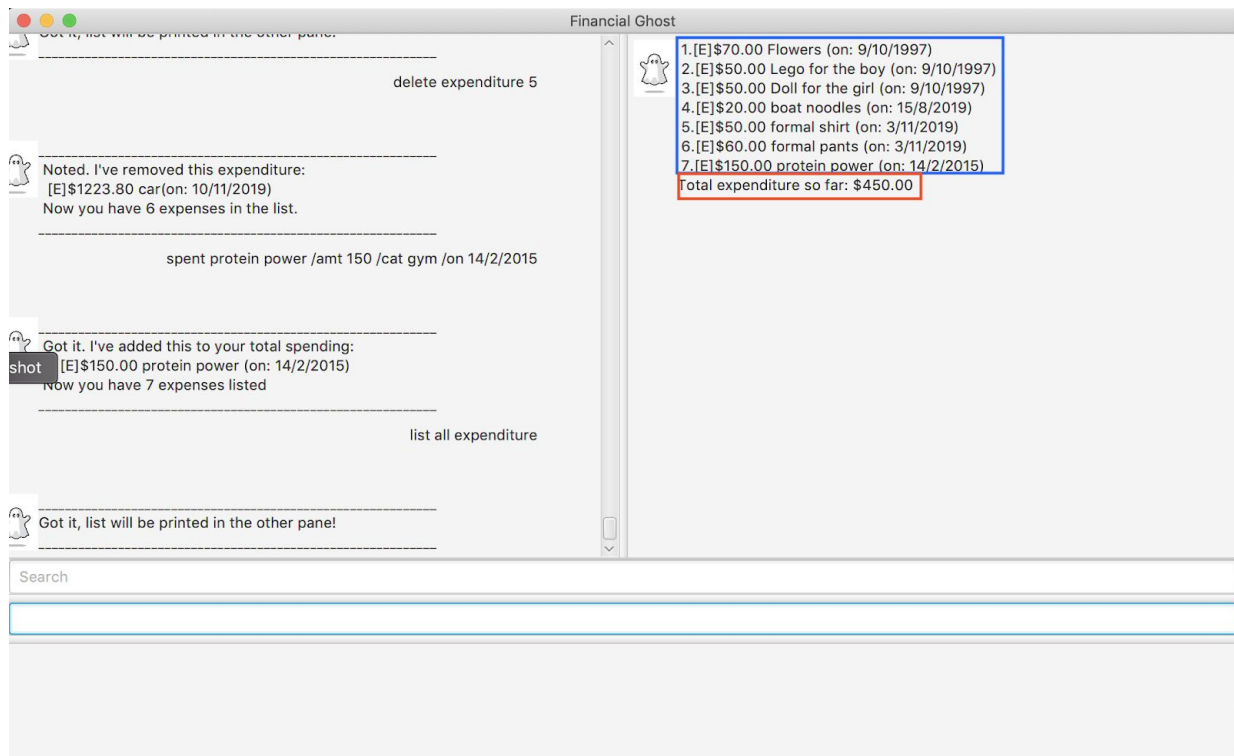 Financial Ghost
Got it, list will be printed in the other pane!
delete expenditure 5
Noted. I've removed this expenditure:
[E]$1223.80 car(on: 10/11/2019)
Now you have 6 expenses in the list.
spent protein power /amt 150 /cat gym /on 14/2/2015
Got it. I've added this to your total spending:
[E]$150.00 protein power (on: 14/2/2015)
shot
Now you have 7 expenses listed
list all expenditure
Got it, list will be printed in the other pane!
1.[E]$70.00 Flowers (on: 9/10/1997)
2.[E]$50.00 Lego for the boy (on: 9/10/1997)
3.[E]$50.00 Doll for the girl (on: 9/10/1997)
4.[E]$20.00 boat noodles (on: 15/8/2019)
5.[E]$50.00 formal shirt (on: 3/11/2019)
6.[E]$60.00 formal pants (on: 3/11/2019)
7.[E]$150.00 protein power (on: 14/2/2015)
Total expenditure so far: $450.00
Search